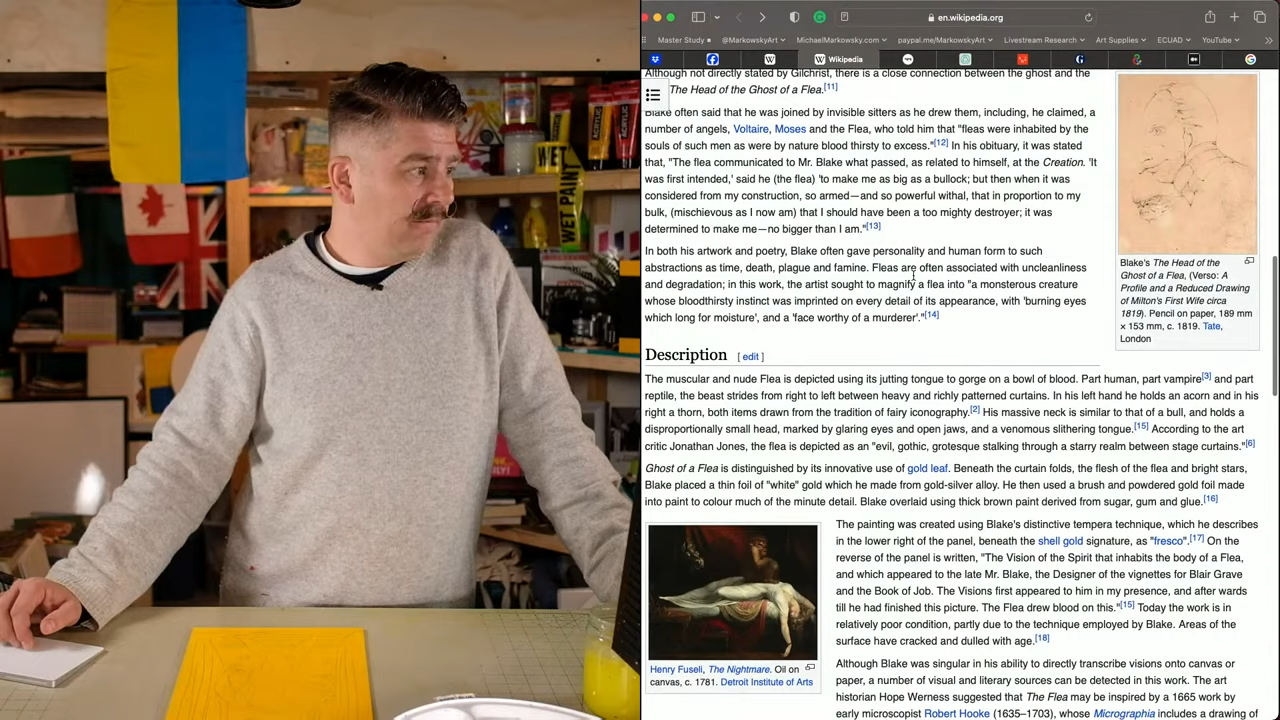 WET PAINT
WET
PAINT
ACRYLIC
ACRYLIC
en.wikipedia.org
Master Study
@MarkowskyArt
MichaelMarkowsky.com
paypal.me/MarkowskyArt
Livestream Research
Art Supplies
ECUAD
YouTube
Wikipedia
Although not directly stated by Gilchrist, there is a close connection between the ghost and the
The Head of the Ghost of a Flea.[11]
Blake often said that he was joined by invisible sitters as he drew them, including, he claimed, a
number of angels, Voltaire, Moses and the Flea, who told him that "fleas were inhabited by the
souls of such men as were by nature blood thirsty to excess."[12] In his obituary, it was stated
that, "The flea communicated to Mr. Blake what passed, as related to himself, at the Creation. 'It
was first intended,' said he (the flea) 'to make me as big as a bullock; but then when it was
considered from my construction, so armed—and so powerful withal, that in proportion to my
bulk, (mischievous as I now am) that I should have been a too mighty destroyer; it was
determined to make me—no bigger than I am."[13]
In both his artwork and poetry, Blake often gave personality and human form to such
abstractions as time, death, plague and famine. Fleas are often associated with uncleanliness
and degradation; in this work, the artist sought to magnify a flea into "a monsterous creature
whose bloodthirsty instinct was imprinted on every detail of its appearance, with 'burning eyes
which long for moisture', and a 'face worthy of a murderer'."[14]
Blake's The Head of the
Ghost of a Flea, (Verso: A
Profile and a Reduced Drawing
of Milton's First Wife circa
1819). Pencil on paper, 189 mm
× 153 mm, c. 1819. Tate,
London
Description [ edit ]
The muscular and nude Flea is depicted using its jutting tongue to gorge on a bowl of blood. Part human, part vampire[3] and part
reptile, the beast strides from right to left between heavy and richly patterned curtains. In his left hand he holds an acorn and in his
right a thorn, both items drawn from the tradition of fairy iconography.[2] His massive neck is similar to that of a bull, and holds a
disproportionally small head, marked by glaring eyes and open jaws, and a venomous slithering tongue.[15] According to the art
critic Jonathan Jones, the flea is depicted as an "evil, gothic, grotesque stalking through a starry realm between stage curtains."[6]
Ghost of a Flea is distinguished by its innovative use of gold leaf. Beneath the curtain folds, the flesh of the flea and bright stars,
Blake placed a thin foil of "white" gold which he made from gold-silver alloy. He then used a brush and powdered gold foil made
into paint to colour much of the minute detail. Blake overlaid using thick brown paint derived from sugar, gum and glue.[16]
The painting was created using Blake's distinctive tempera technique, which he describes
in the lower right of the panel, beneath the shell gold signature, as "fresco".[17] On the
reverse of the panel is written, "The Vision of the Spirit that inhabits the body of a Flea,
and which appeared to the late Mr. Blake, the Designer of the vignettes for Blair Grave
and the Book of Job. The Visions first appeared to him in my presence, and after wards
till he had finished this picture. The Flea drew blood on this."[15] Today the work is in
relatively poor condition, partly due to the technique employed by Blake. Areas of the
surface have cracked and dulled with age.[18]
Henry Fuseli, The Nightmare. Oil on
canvas, c. 1781. Detroit Institute of Arts
Although Blake was singular in his ability to directly transcribe visions onto canvas or
paper, a number of visual and literary sources can be detected in this work. The art
historian Hope Werness suggested that The Flea may be inspired by a 1665 work by
early microscopist Robert Hooke (1635–1703), whose Micrographia includes a drawing of